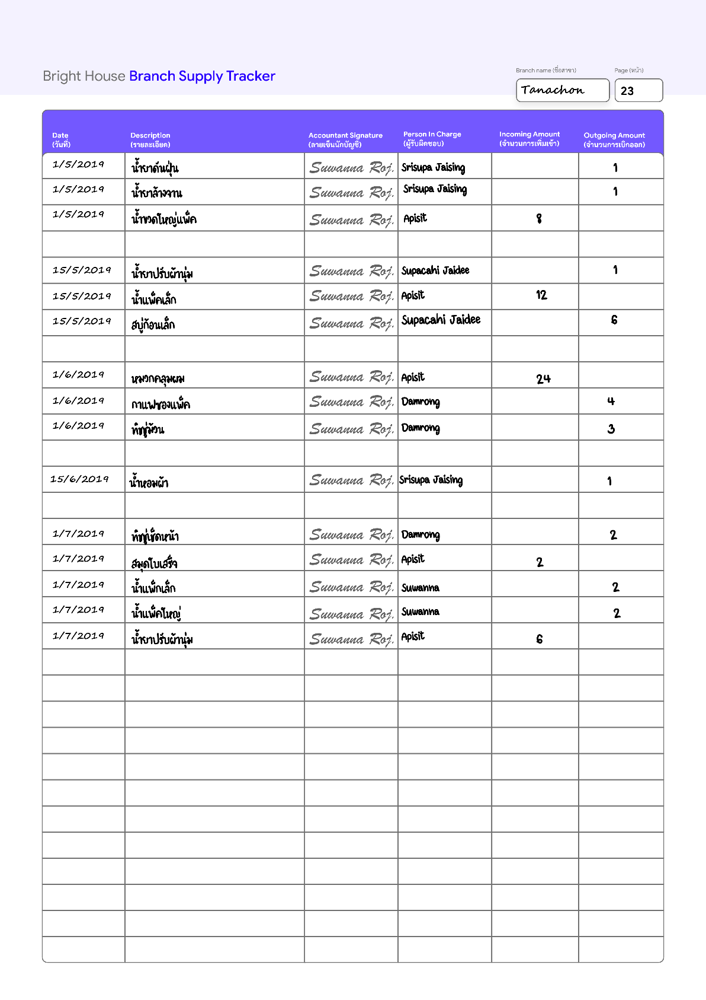 Bright House Branch Supply Tracker
Branch name (ชื่อสาขา) Page (หน้า)
Tanachon 23
Date Description Accountant Signature Person In Charge Incoming Amount Outgoing Amount
(วันที่) (รายละเอียด) (ลายเซ็นนักบัญชี) (ผู้รับผิดชอบ) (จำนวนการเพิ่มเข้า) (จำนวนการเบิกออก)
1/5/2019 น้ำยาดันฝุ่น Suwanna Roj. Srisupa Jaising 1
1/5/2019 น้ำยาล้างจาน Suwanna Roj. Srisupa Jaising 1
1/5/2019 น้ำขวดใหญ่แพ็ค Suwanna Roj. Apisit 8
15/5/2019 น้ำยาปรับผ้านุ่ม Suwanna Roj. Supacahi Jaidee 1
15/5/2019 น้ำแพ็คเล็ก Suwanna Roj. Apisit 12
15/5/2019 สบู่ก้อนเล็ก Suwanna Roj. Supacahi Jaidee 6
1/6/2019 หมวกคลุมผม Suwanna Roj. Apisit 24
1/6/2019 กาแฟซองแพ็ค Suwanna Roj. Damrong 4
1/6/2019 ทิชชู่ม้วน Suwanna Roj. Damrong 3
15/6/2019 น้ำหอมผ้า Suwanna Roj. Srisupa Jaising 1
1/7/2019 ทิชชู่เช็ดหน้า Suwanna Roj. Damrong 2
1/7/2019 สมุดใบเสร็จ Suwanna Roj. Apisit 2
1/7/2019 น้ำแพ็กเล็ก Suwanna Roj. Suwanna 2
1/7/2019 น้ำแพ็คใหญ่ Suwanna Roj. Suwanna 2
1/7/2019 น้ำยาปรับผ้านุ่ม Suwanna Roj. Apisit 6